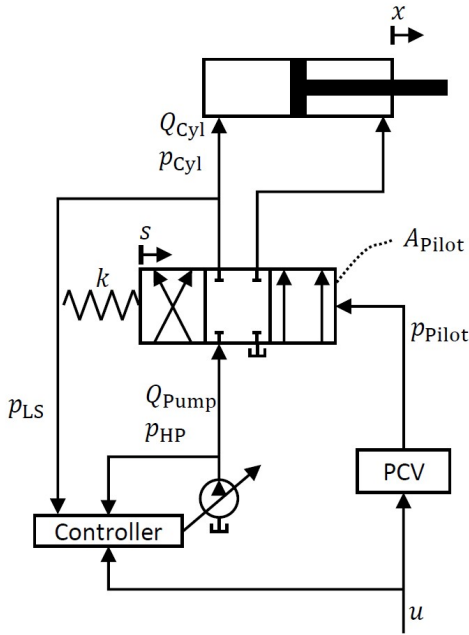 x
Q_Cyl
p_Cyl
s
A_Pilot
k
p_Pilot
p_LS
Q_Pump
p_HP
PCV
Controller
u